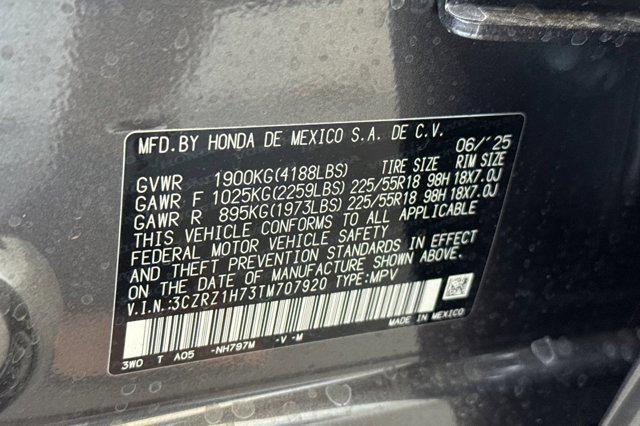 MFD.BY HONDA DE MEXICO S.A. DE C.V. 06/'25
GVWR 1900KG(4188LBS) TIRE SIZE RIM SIZE
GAWR F 1025KG(2259LBS) 225/55R18 98H 18X7.0J
GAWR R 895KG(1973LBS) 225/55R18 98H 18X7.0J
THIS VEHICLE CONFORMS TO ALL APPLICABLE
FEDERAL MOTOR VEHICLE SAFETY
AND THEFT PREVENTION STANDARDS IN EFFECT
ON THE DATE OF MANUFACTURE SHOWN ABOVE.
V.I.N.:3CZRZ1H73TM707920 TYPE:MPV
MADE IN MEXICO
3W0 T A05 -NH797M -V -M